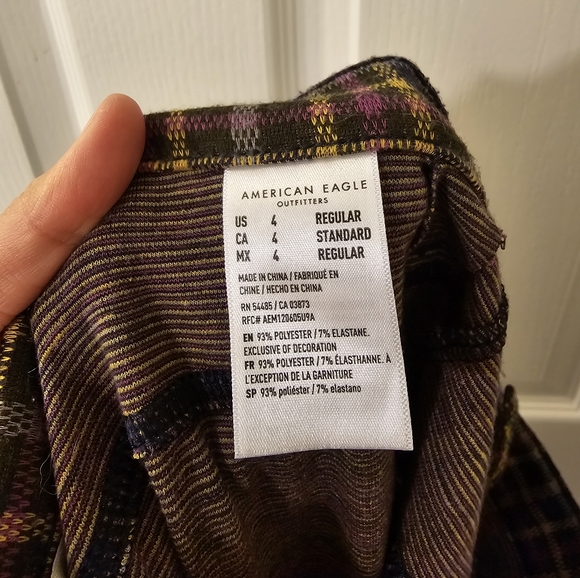 AMERICAN EAGLE
OUTFITTERS
US 4 REGULAR
CA 4 STANDARD
MX 4 REGULAR
MADE IN CHINA / FABRIQUÉ EN
CHINE / HECHO EN CHINA
RN 54485 / CA 03873
RFC# AEM120605U9A
EN 93% POLYESTER / 7% ELASTANE.
EXCLUSIVE OF DECORATION
FR 93% POLYESTER / 7% ÉLASTHANNE. À
L'EXCEPTION DE LA GARNITURE
SP 93% poliéster / 7% elastano